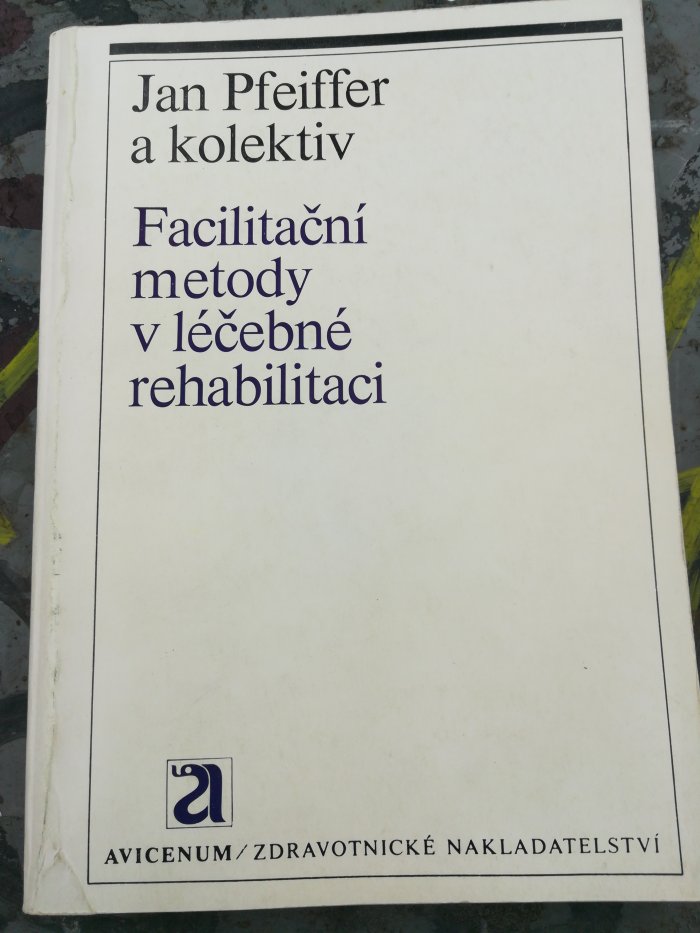 Jan Pfeiffer
a kolektiv
Facilitační
metody
v léčebné
rehabilitaci
AVICENUM/ZDRAVOTNICKÉ NAKLADATELSTVÍ